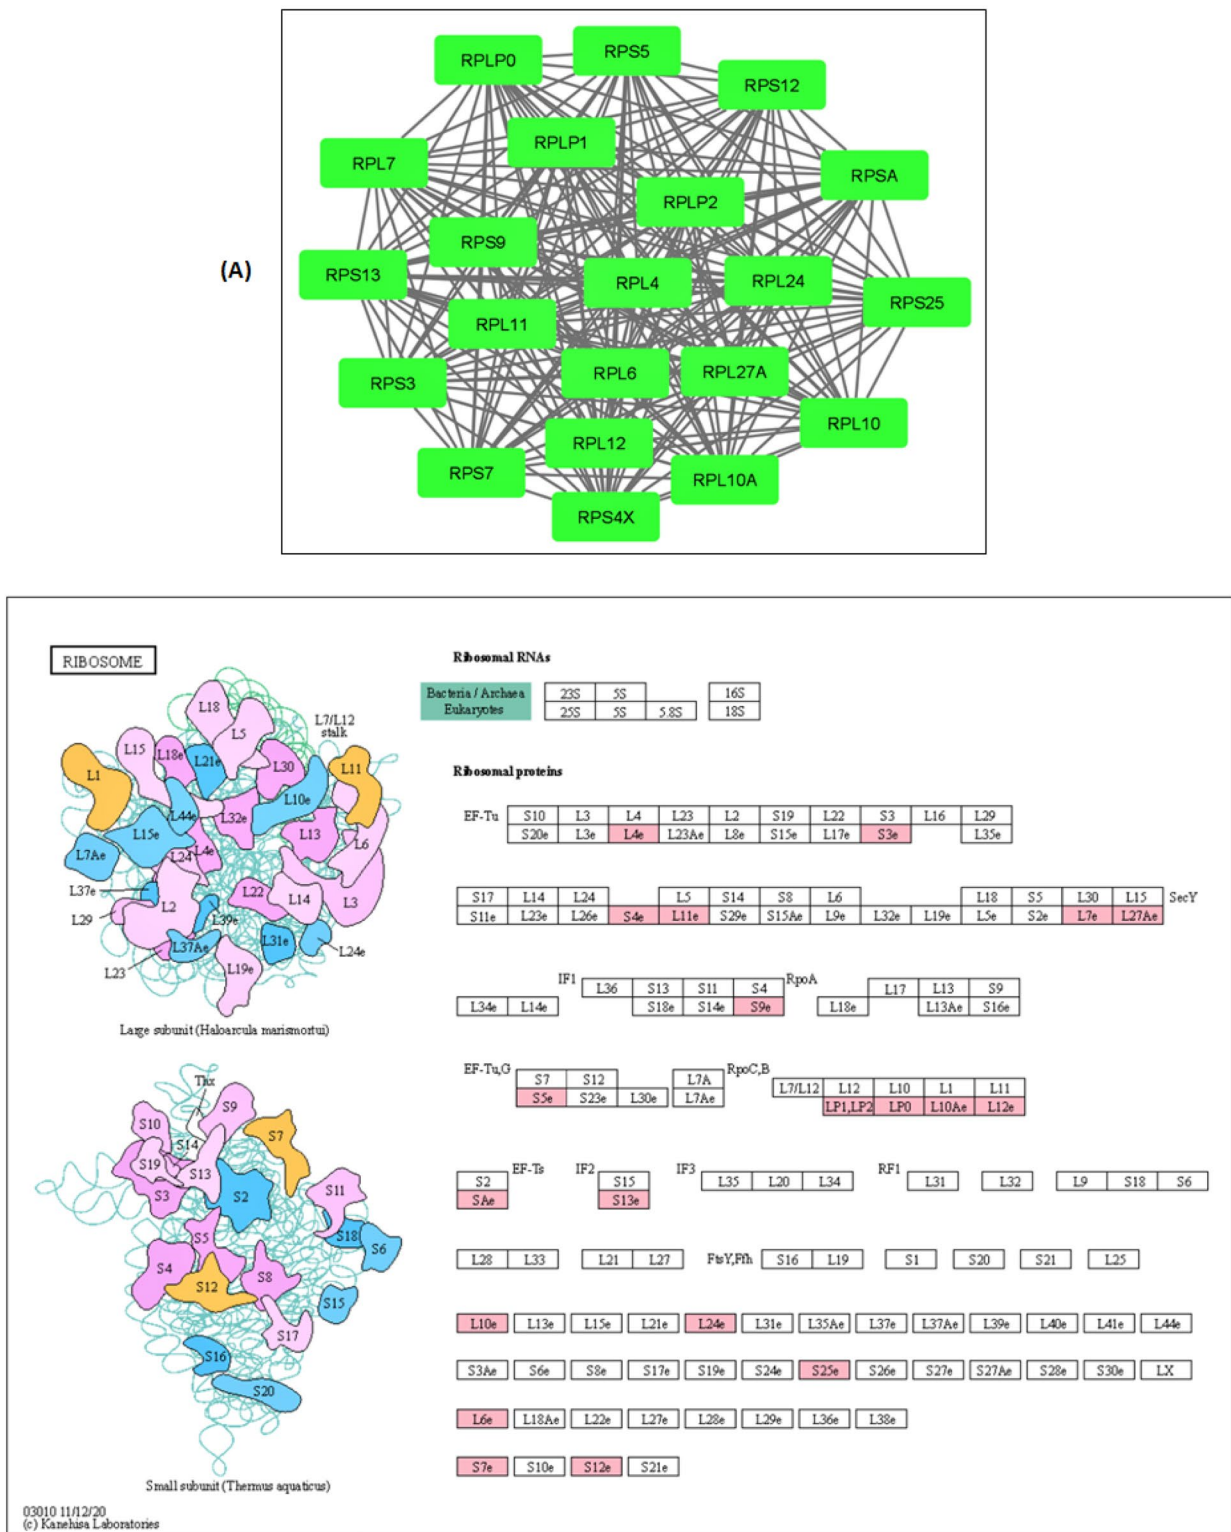 RPLP0 RPS5 RPS12
RPLP1
RPL7 RPSA
RPLP2
RPS9
(A) RPS13 RPL4 RPL24
RPS25
RPL11
RPS3 RPL6 RPL27A
RPL10
RPS7 RPL12 RPL10A
RPS4X
RIBOSOME
L18
L5
L7/L12
stalk
L15 L18e L21e L30 L11
L1
L44e L10e
L15e L32e L13 L6
L7Ae L24 L4e
L37e L2 L22 L14 L3
L29 L39e
L37Ae L31e L24e
L23 L19e
Large subunit (Haloarcula marismortui)
Thx
S9
S10 S14 S7
S19 S13
S3 S2 S11
S5 S18 S6
S4 S12 S8
S15
S17
S16
S20
Small subunit (Thermus aquaticus)
03010 11/12/20
(c) Kanehisa Laboratories
Ribosomal RNAs
Bacteria / Archaea 23S 5S 16S
Eukaryotes 25S 5S 5.8S 18S
Ribosomal proteins
EF-Tu S10 L3 L4 L23 L2 S19 L22 S3 L16 L29
S20e L3e L4e L23Ae L8e S15e L17e S3e L35e
S17 L14 L24 L5 S14 S8 L6 L18 S5 L30 L15 SecY
S11e L23e L26e S4e L11e S29e S15Ae L9e L32e L19e L5e S2e L7e L27Ae
IF1 L36 S13 S11 S4 RpoA L17 L13 S9
L34e L14e S18e S14e S9e L18e L13Ae S16e
EF-Tu,G S7 S12 L7A RpoC,B L7/L12 L12 L10 L1 L11
S5e S23e L30e L7Ae LP1,LP2 LP0 L10Ae L12e
S2 EF-Ts IF2 S15 IF3 L35 L20 L34 RF1 L31 L32 L9 S18 S6
SAe S13e
L28 L33 L21 L27 FtsY,Ffh S16 L19 S1 S20 S21 L25
L10e L13e L15e L21e L24e L31e L35Ae L37e L37Ae L39e L40e L41e L44e
S3Ae S6e S8e S17e S19e S24e S25e S26e S27e S27Ae S28e S30e LX
L6e L18Ae L22e L27e L28e L29e L36e L38e
S7e S10e S12e S21e